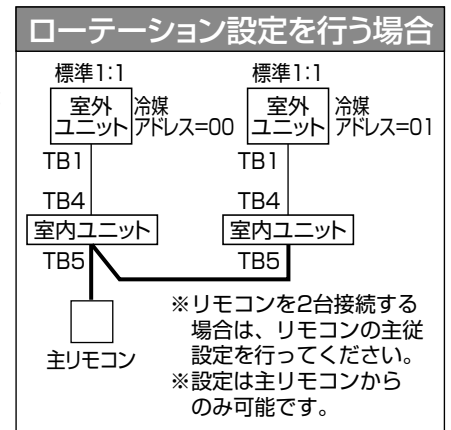 ローテーション設定を行う場合
標準1:1
標準1:1
室外
ユニット
冷媒
アドレス=00
室外
ユニット
冷媒
アドレス=01
TB1
TB1
TB4
TB4
室内ユニット
室内ユニット
TB5
TB5
主リモコン
※リモコンを2台接続する
場合は、リモコンの主従
設定を行ってください。
※設定は主リモコンから
のみ可能です。